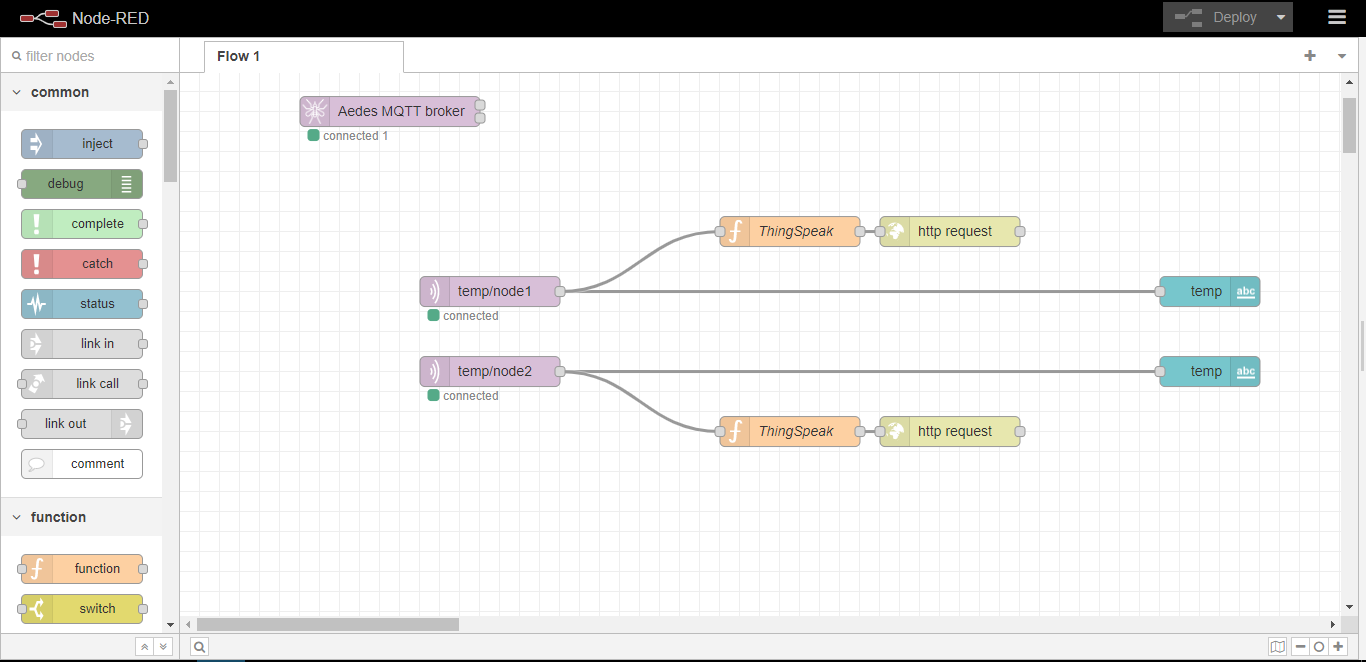 Node-RED
Deploy
filter nodes
Flow 1
common
inject
debug
complete
catch
status
link in
link call
link out
comment
function
function
switch
Aedes MQTT broker
connected 1
ThingSpeak
http request
temp/node1
connected
temp
abc
temp/node2
connected
temp
abc
ThingSpeak
http request